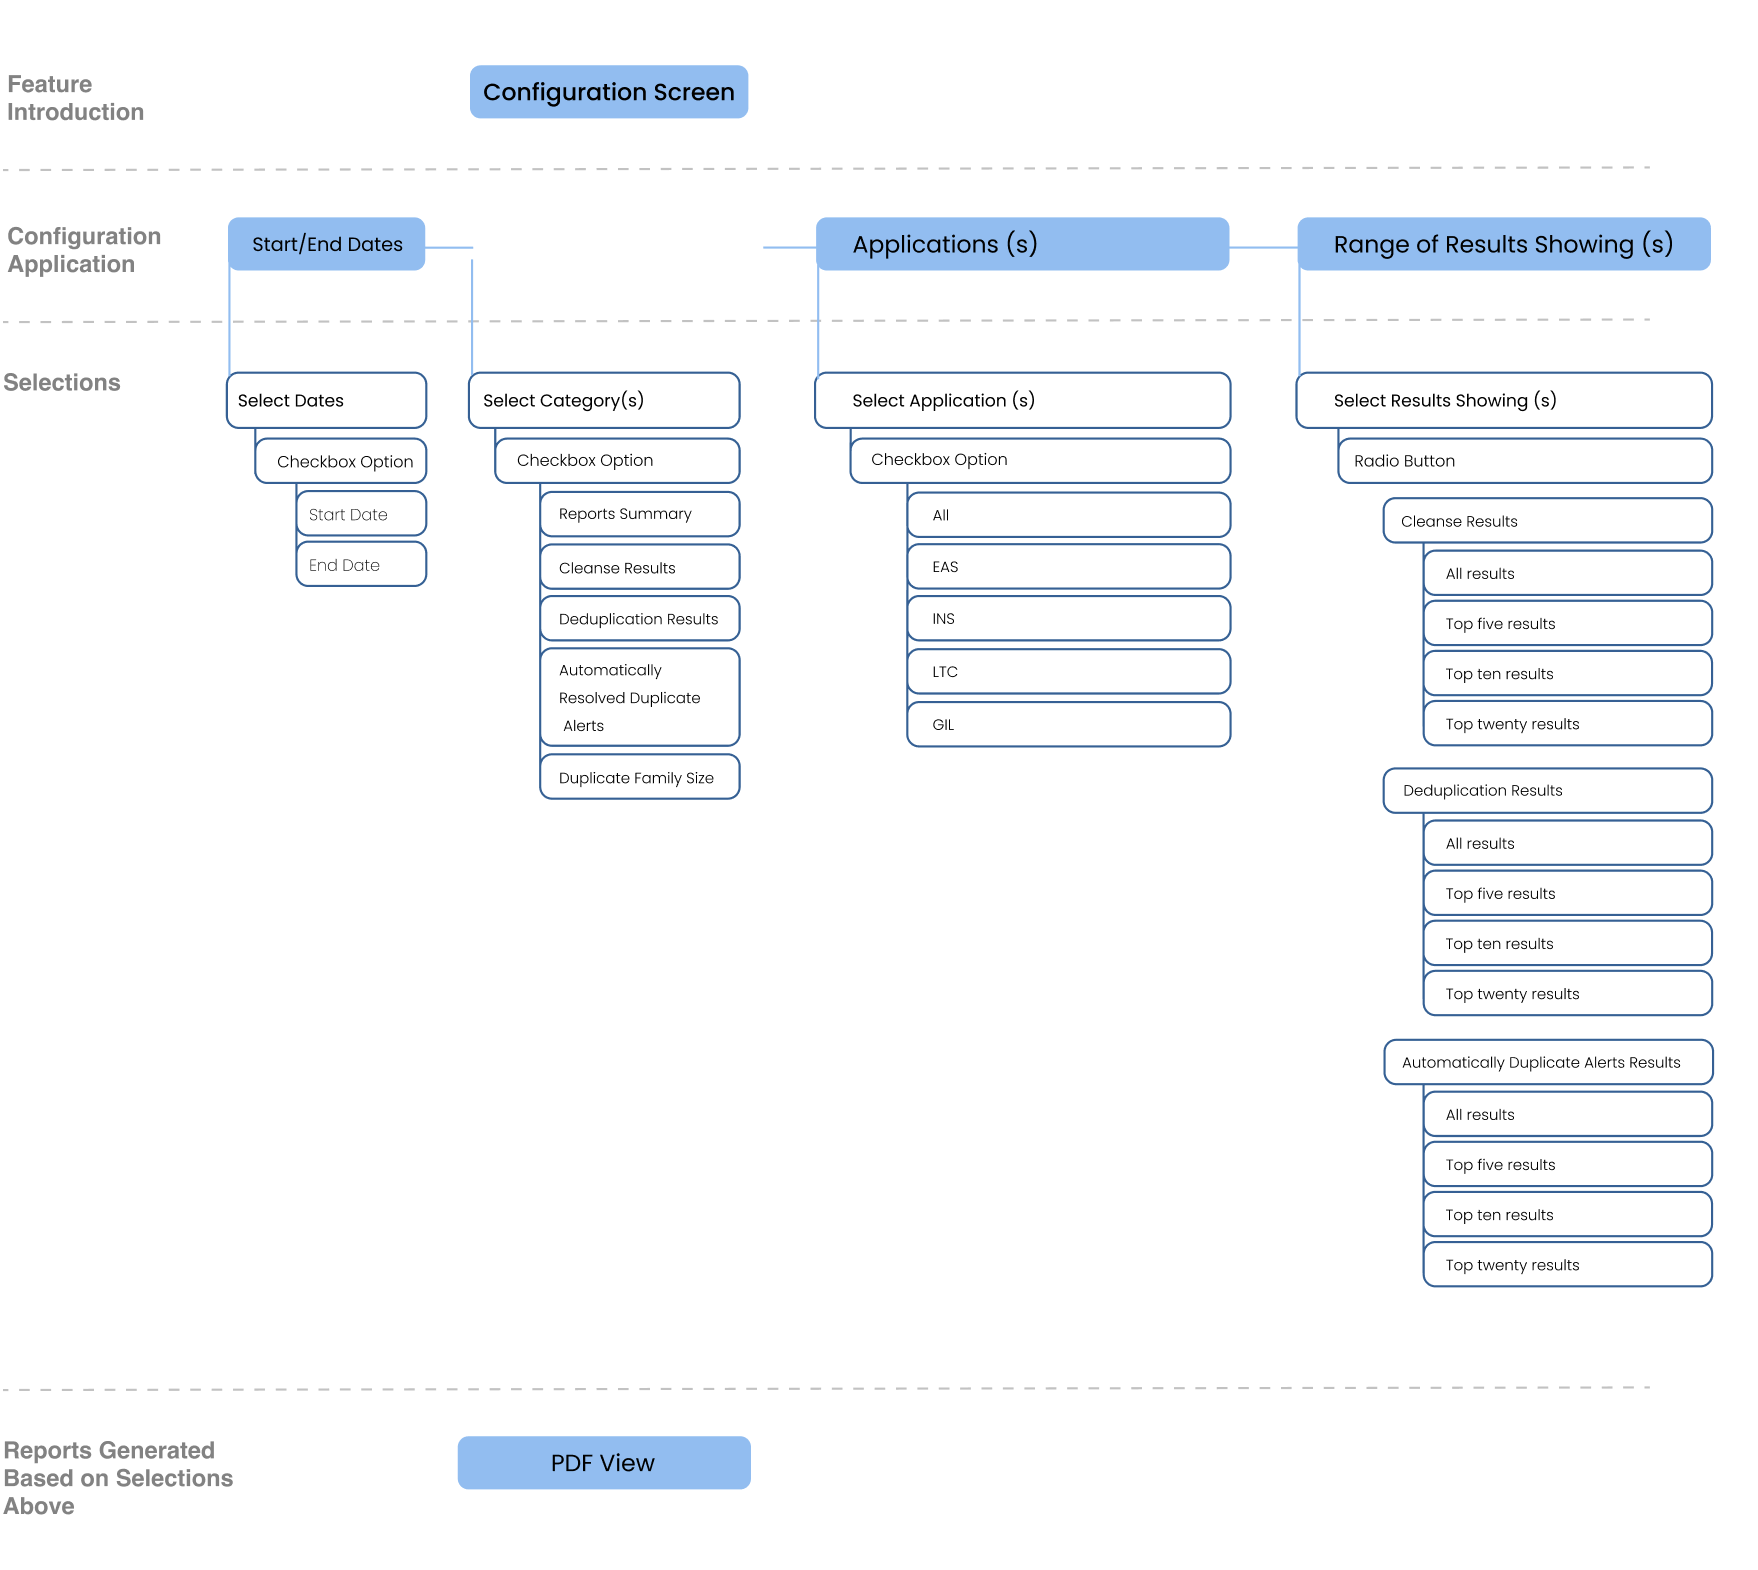 Feature
Introduction
Configuration Screen
Configuration
Application
Start/End Dates
Applications (s)
Range of Results Showing (s)
Selections
Select Dates
Checkbox Option
Start Date
End Date
Select Category(s)
Checkbox Option
Reports Summary
Cleanse Results
Deduplication Results
Automatically
Resolved Duplicate
Alerts
Duplicate Family Size
Select Application (s)
Checkbox Option
All
EAS
INS
LTC
GIL
Select Results Showing (s)
Radio Button
Cleanse Results
All results
Top five results
Top ten results
Top twenty results
Deduplication Results
All results
Top five results
Top ten results
Top twenty results
Automatically Duplicate Alerts Results
All results
Top five results
Top ten results
Top twenty results
Reports Generated
Based on Selections
Above
PDF View